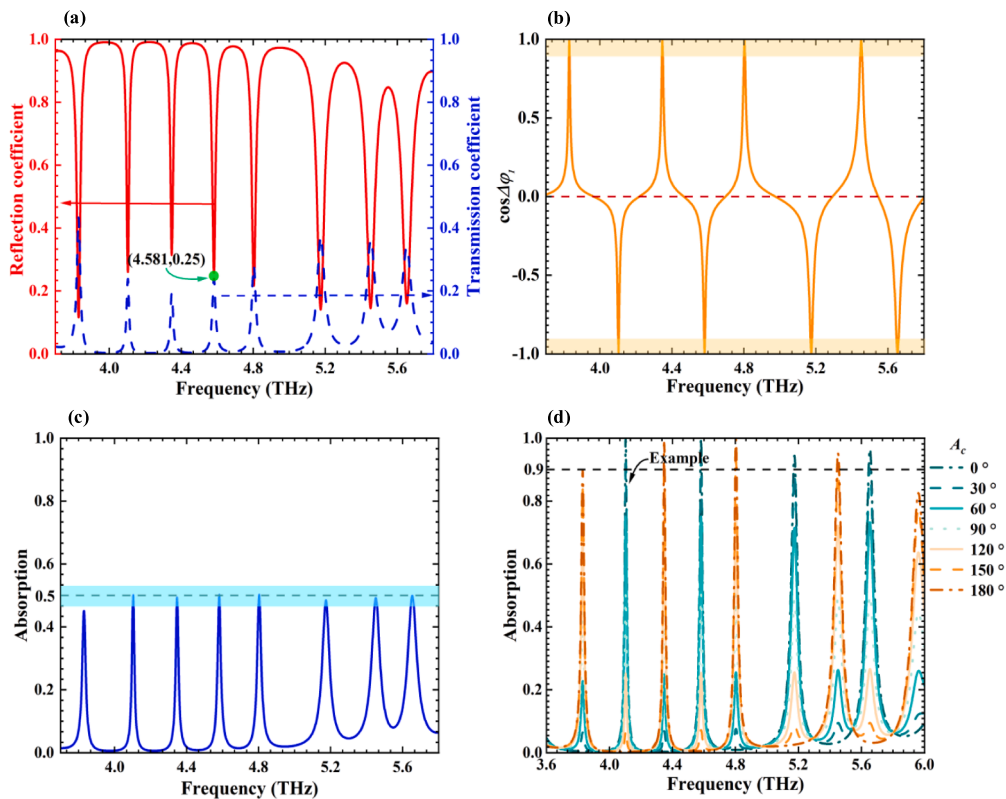 (a)
1.0
0.8
0.6
0.4
0.2
0.0
Reflection coefficient
(4.581,0.25)
1.0
0.8
0.6
0.4
0.2
0.0
Transmission coefficient
4.0 4.4 4.8 5.2 5.6
Frequency (THz)
(b)
1.0
0.5
0.0
-0.5
-1.0
cosΔφt
4.0 4.4 4.8 5.2 5.6
Frequency (THz)
(c)
1.0
0.8
0.6
0.5
0.4
0.2
0.0
Absorption
4.0 4.4 4.8 5.2 5.6
Frequency (THz)
(d)
1.0
0.9
0.8
0.6
0.4
0.2
0.0
Absorption
Example
3.6 4.0 4.4 4.8 5.2 5.6 6.0
Frequency (THz)
Ac
0 °
30 °
60 °
90 °
120 °
150 °
180 °